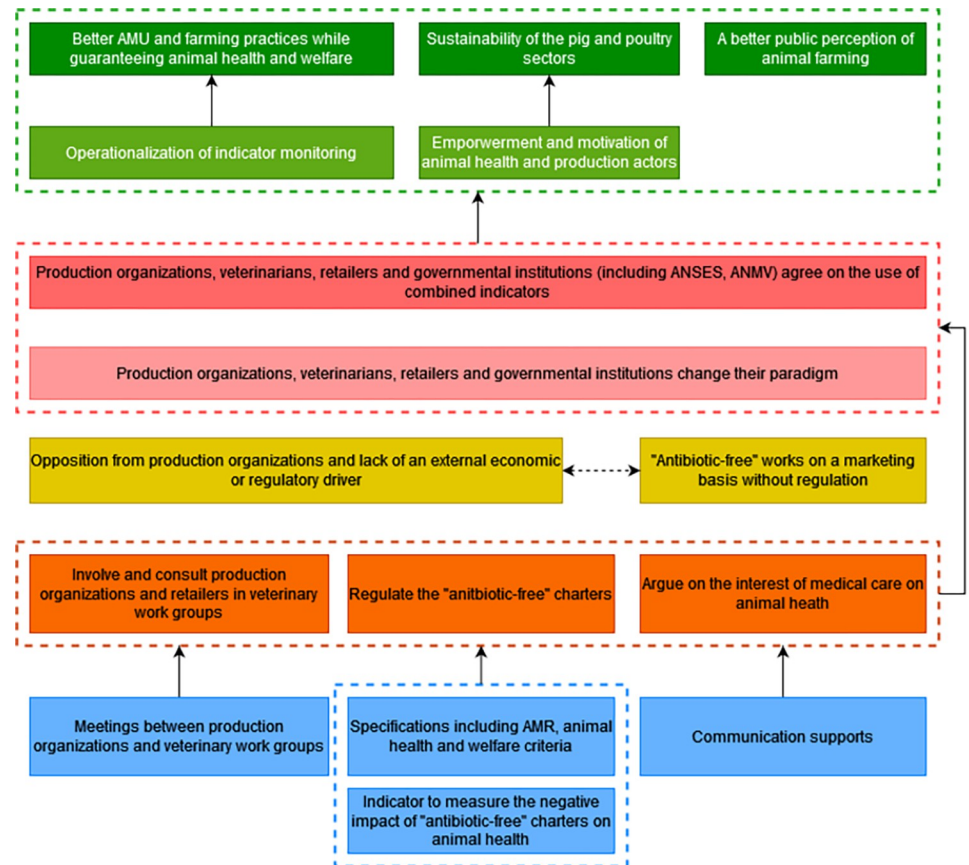 Better AMU and farming practices while
guaranteeing animal health and welfare
Sustainability of the pig and poultry
sectors
A better public perception of
animal farming
Operationalization of indicator monitoring
Emporwerment and motivation of
animal health and production actors
Production organizations, veterinarians, retailers and governmental institutions (including ANSES, ANMV) agree on the use of
combined indicators
Production organizations, veterinarians, retailers and governmental institutions change their paradigm
Opposition from production organizations and lack of an external economic
or regulatory driver
"Antibiotic-free" works on a marketing
basis without regulation
Involve and consult production
organizations and retailers in veterinary
work groups
Regulate the "anitbiotic-free" charters
Argue on the interest of medical care on
animal heath
Meetings between production
organizations and veterinary work groups
Specifications including AMR, animal
health and welfare criteria
Communication supports
Indicator to measure the negative
impact of "antibiotic-free" charters on
animal health